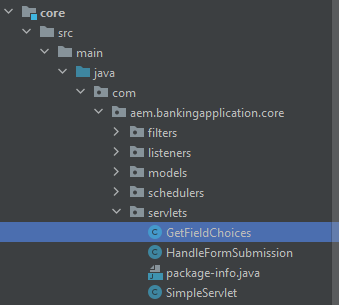 core
src
main
java
com
aem.bankingapplication.core
filters
listeners
models
schedulers
servlets
GetFieldChoices
HandleFormSubmission
package-info.java
SimpleServlet